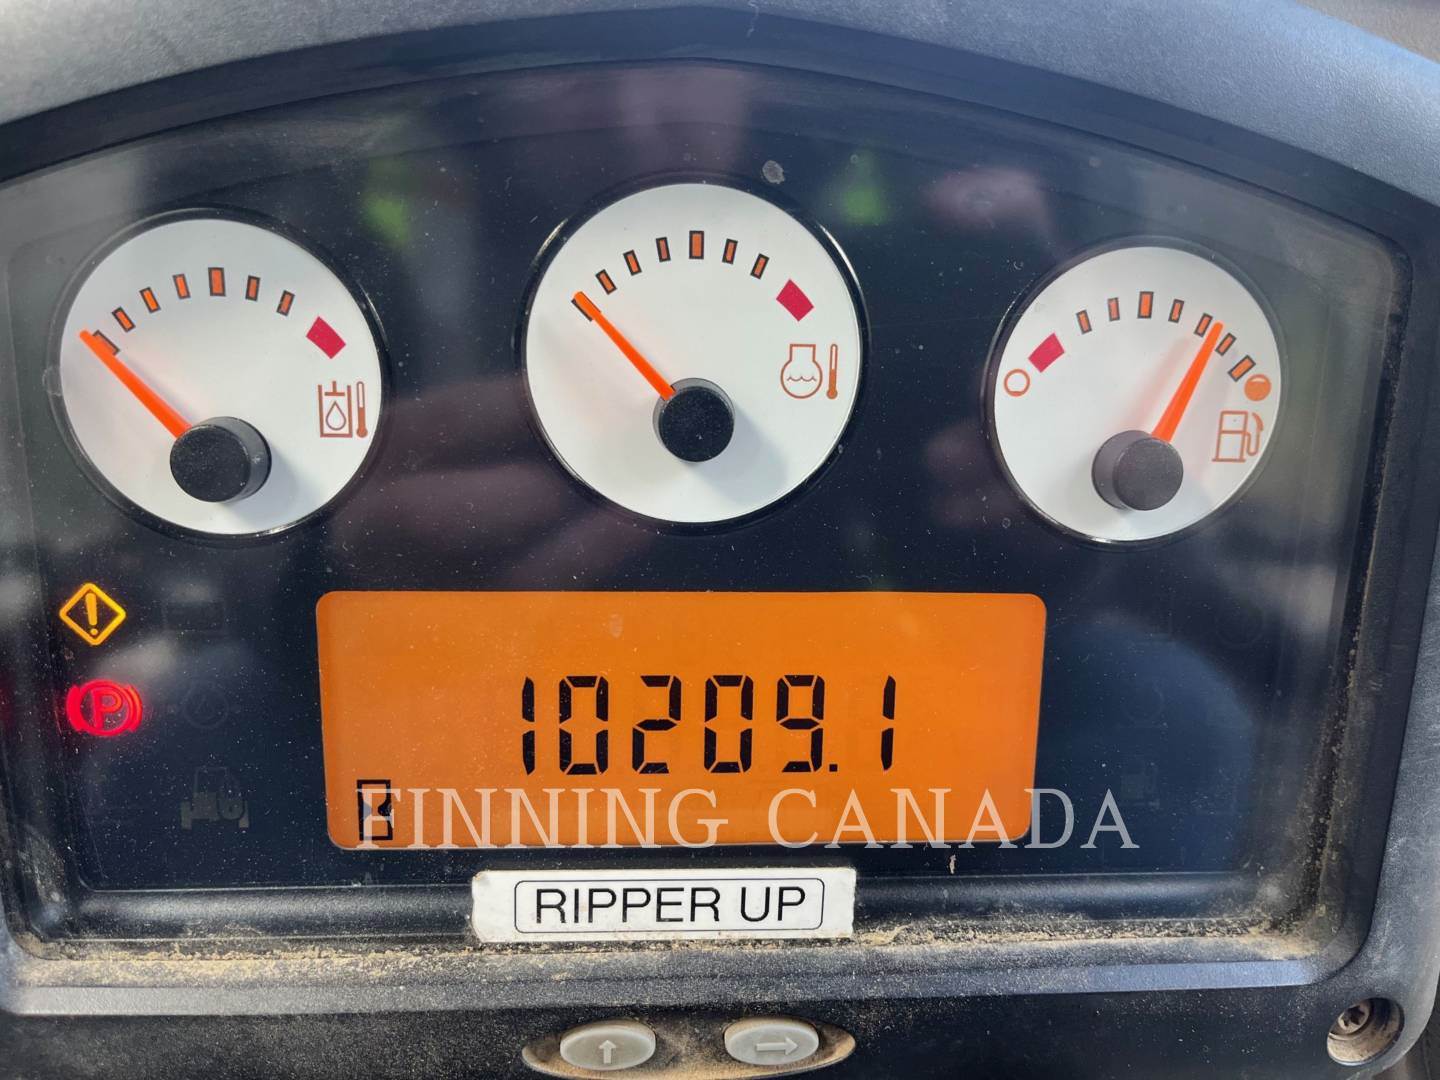 P
10209.1
FINNING CANADA
RIPPER UP